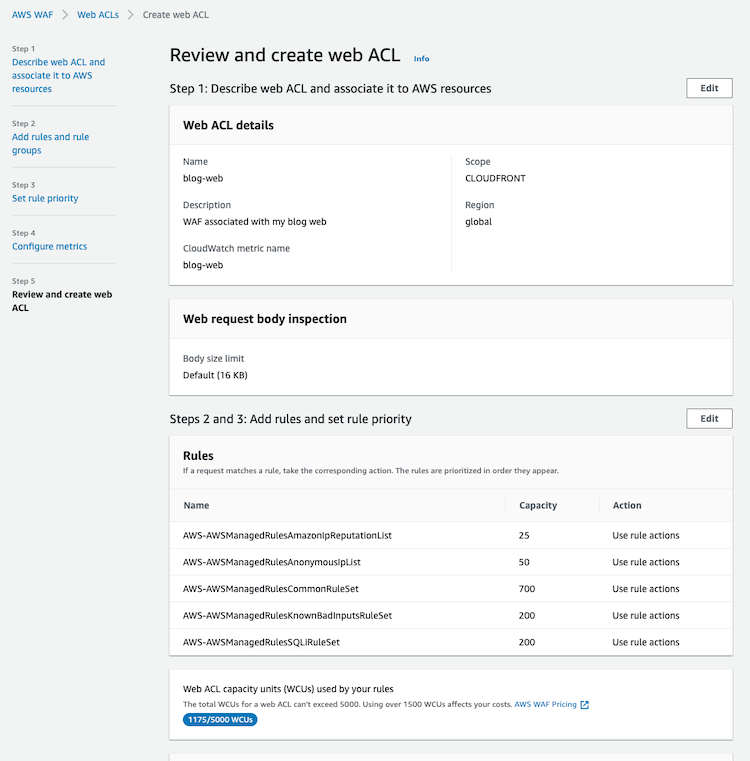 AWS WAF > Web ACLs > Create web ACL
Step 1
Describe web ACL and
associate it to AWS
resources
Step 2
Add rules and rule
groups
Step 3
Set rule priority
Step 4
Configure metrics
Step 5
Review and create web
ACL
Review and create web ACL Info
Step 1: Describe web ACL and associate it to AWS resources Edit
Web ACL details
Name
blog-web
Description
WAF associated with my blog web
CloudWatch metric name
blog-web
Scope
CLOUDFRONT
Region
global
Web request body inspection
Body size limit
Default (16 KB)
Steps 2 and 3: Add rules and set rule priority Edit
Rules
If a request matches a rule, take the corresponding action. The rules are prioritized in order they appear.
Name Capacity Action
AWS-AWSManagedRulesAmazonIpReputationList 25 Use rule actions
AWS-AWSManagedRulesAnonymousIpList 50 Use rule actions
AWS-AWSManagedRulesCommonRuleSet 700 Use rule actions
AWS-AWSManagedRulesKnownBadInputsRuleSet 200 Use rule actions
AWS-AWSManagedRulesSQLiRuleSet 200 Use rule actions
Web ACL capacity units (WCUs) used by your rules
The total WCUs for a web ACL can't exceed 5000. Using over 1500 WCUs affects your costs. AWS WAF Pricing
1175/5000 WCUs